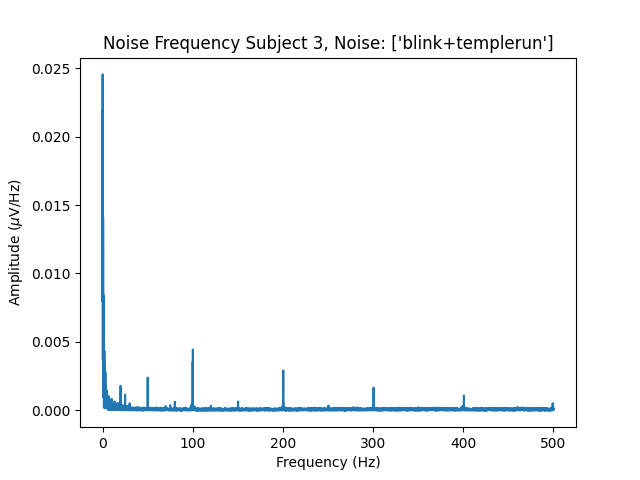 Noise Frequency Subject 3, Noise: ['blink+templerun']
0.025
0.020
0.015
0.010
0.005
0.000
Amplitude (μV/Hz)
0 100 200 300 400 500
Frequency (Hz)